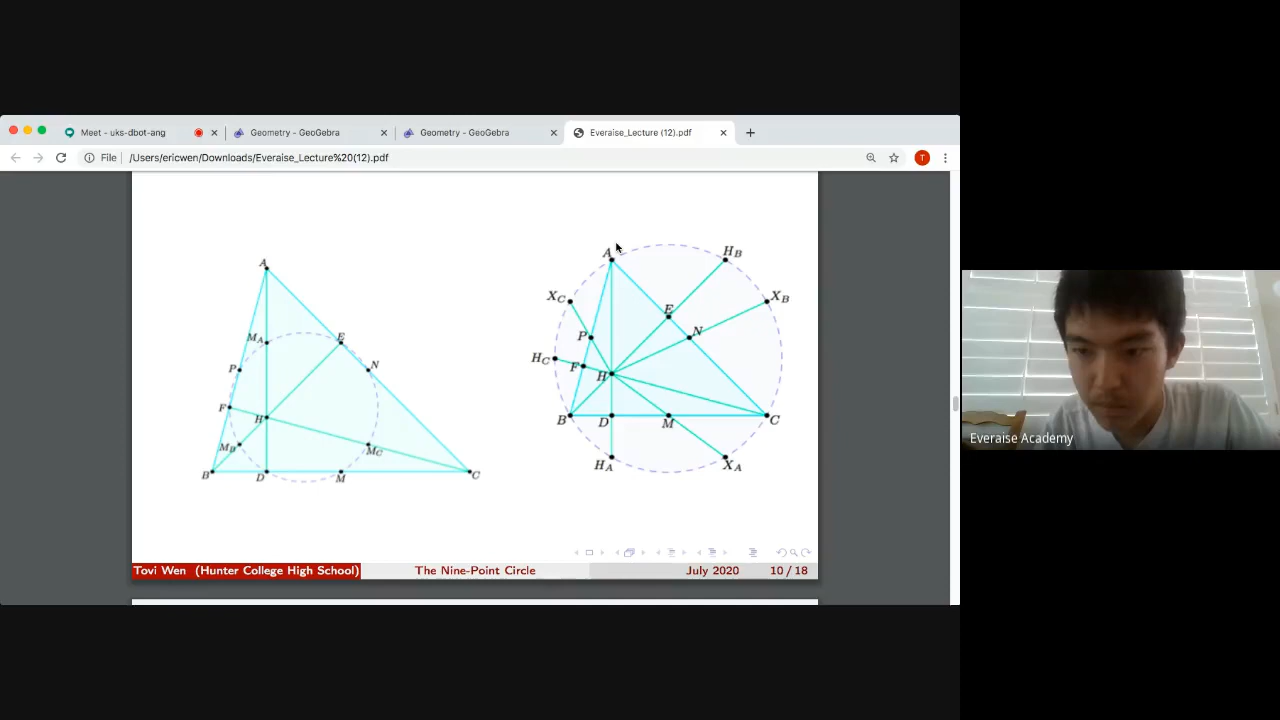 Meet - uks-dbot-ang
Geometry - GeoGebra
Geometry - GeoGebra
Everaise_Lecture (12).pdf
File
/Users/ericwen/Downloads/Everaise_Lecture%20(12).pdf
T
A
M_A
E
P
N
F
H
M_B
M_C
B
D
M
C
A
H_B
X_C
X_B
E
P
N
H_C
F
H
B
D
M
C
H_A
X_A
Everaise Academy
Tovi Wen (Hunter College High School)
The Nine-Point Circle
July 2020
10 / 18